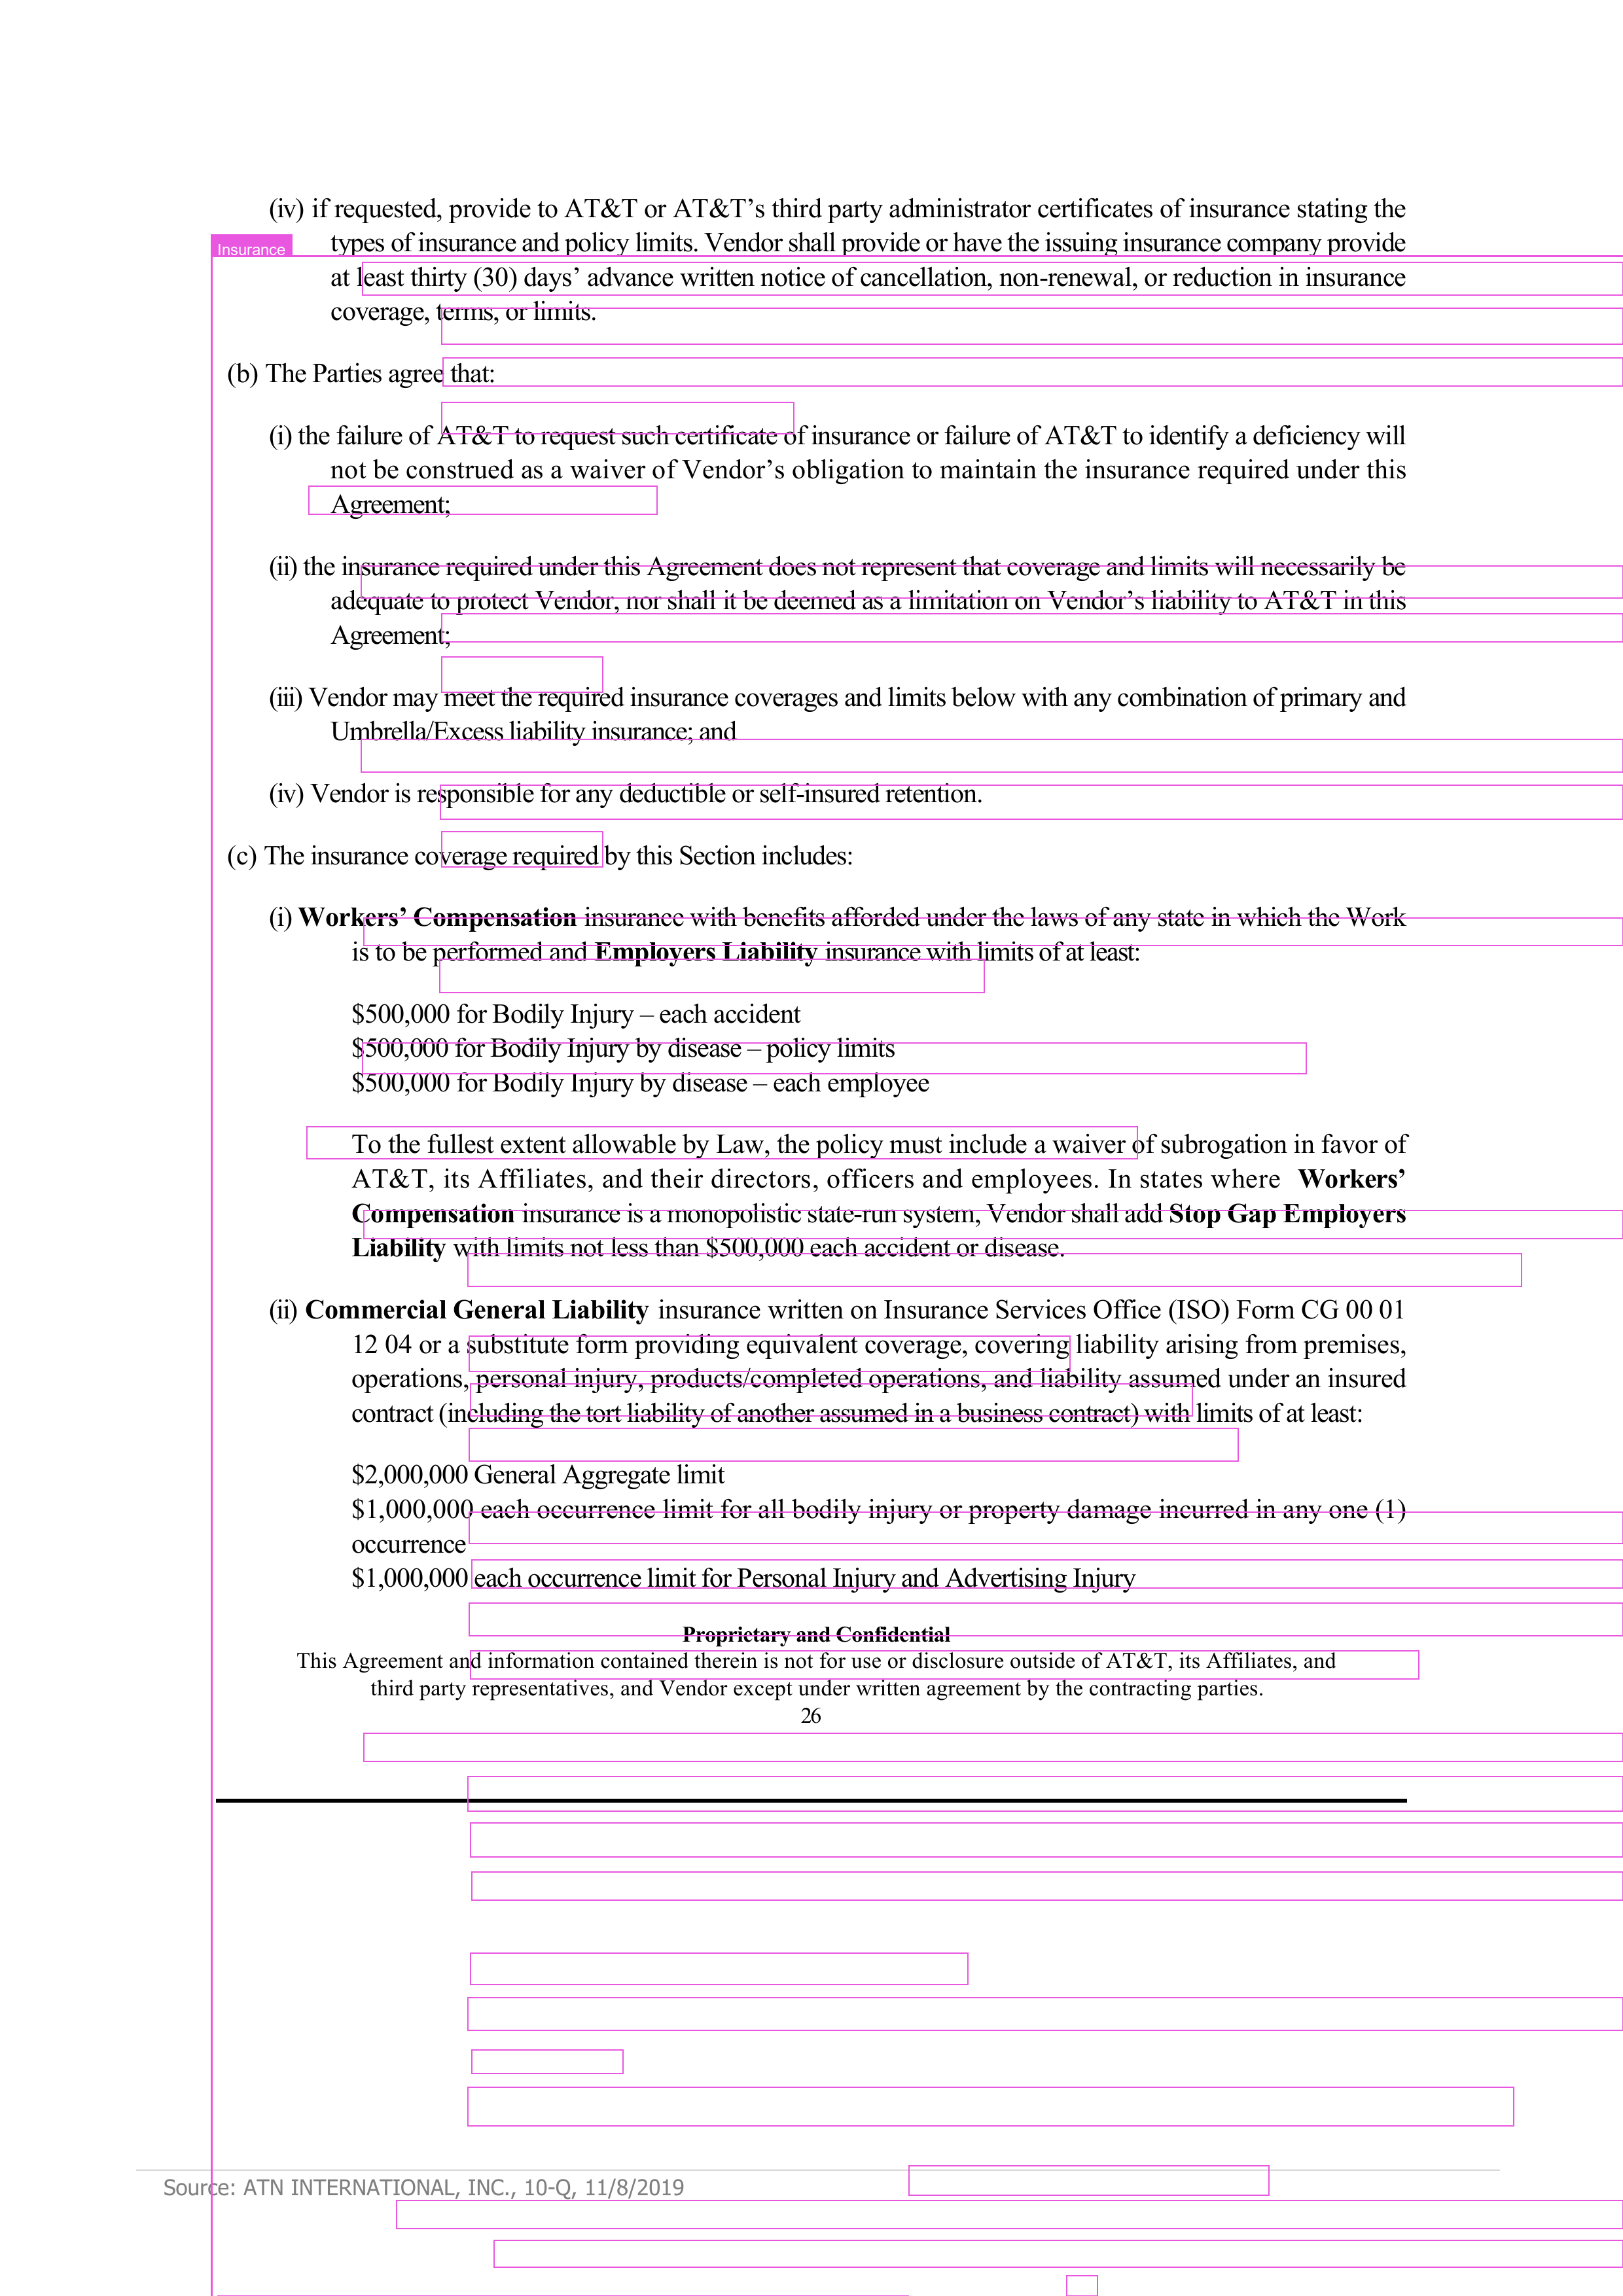 (iv) if requested, provide to AT&T or AT&T’s third party administrator certificates of insurance stating the
types of insurance and policy limits. Vendor shall provide or have the issuing insurance company provide
Insurance
at least thirty (30) days’ advance written notice of cancellation, non-renewal, or reduction in insurance
coverage, terms, or limits.
(b) The Parties agree that:
(i) the failure of AT&T to request such certificate of insurance or failure of AT&T to identify a deficiency will
not be construed as a waiver of Vendor’s obligation to maintain the insurance required under this
Agreement;
(ii) the insurance required under this Agreement does not represent that coverage and limits will necessarily be
adequate to protect Vendor, nor shall it be deemed as a limitation on Vendor’s liability to AT&T in this
Agreement;
(iii) Vendor may meet the required insurance coverages and limits below with any combination of primary and
Umbrella/Excess liability insurance; and
(iv) Vendor is responsible for any deductible or self-insured retention.
(c) The insurance coverage required by this Section includes:
(i) Workers’ Compensation insurance with benefits afforded under the laws of any state in which the Work
is to be performed and Employers Liability insurance with limits of at least:
$500,000 for Bodily Injury – each accident
$500,000 for Bodily Injury by disease – policy limits
$500,000 for Bodily Injury by disease – each employee
To the fullest extent allowable by Law, the policy must include a waiver of subrogation in favor of
AT&T, its Affiliates, and their directors, officers and employees. In states where Workers’
Compensation insurance is a monopolistic state-run system, Vendor shall add Stop Gap Employers
Liability with limits not less than $500,000 each accident or disease.
(ii) Commercial General Liability insurance written on Insurance Services Office (ISO) Form CG 00 01
12 04 or a substitute form providing equivalent coverage, covering liability arising from premises,
operations, personal injury, products/completed operations, and liability assumed under an insured
contract (including the tort liability of another assumed in a business contract) with limits of at least:
$2,000,000 General Aggregate limit
$1,000,000 each occurrence limit for all bodily injury or property damage incurred in any one (1)
occurrence
$1,000,000 each occurrence limit for Personal Injury and Advertising Injury
Proprietary and Confidential
This Agreement and information contained therein is not for use or disclosure outside of AT&T, its Affiliates, and
third party representatives, and Vendor except under written agreement by the contracting parties.
26
Source: ATN INTERNATIONAL, INC., 10-Q, 11/8/2019